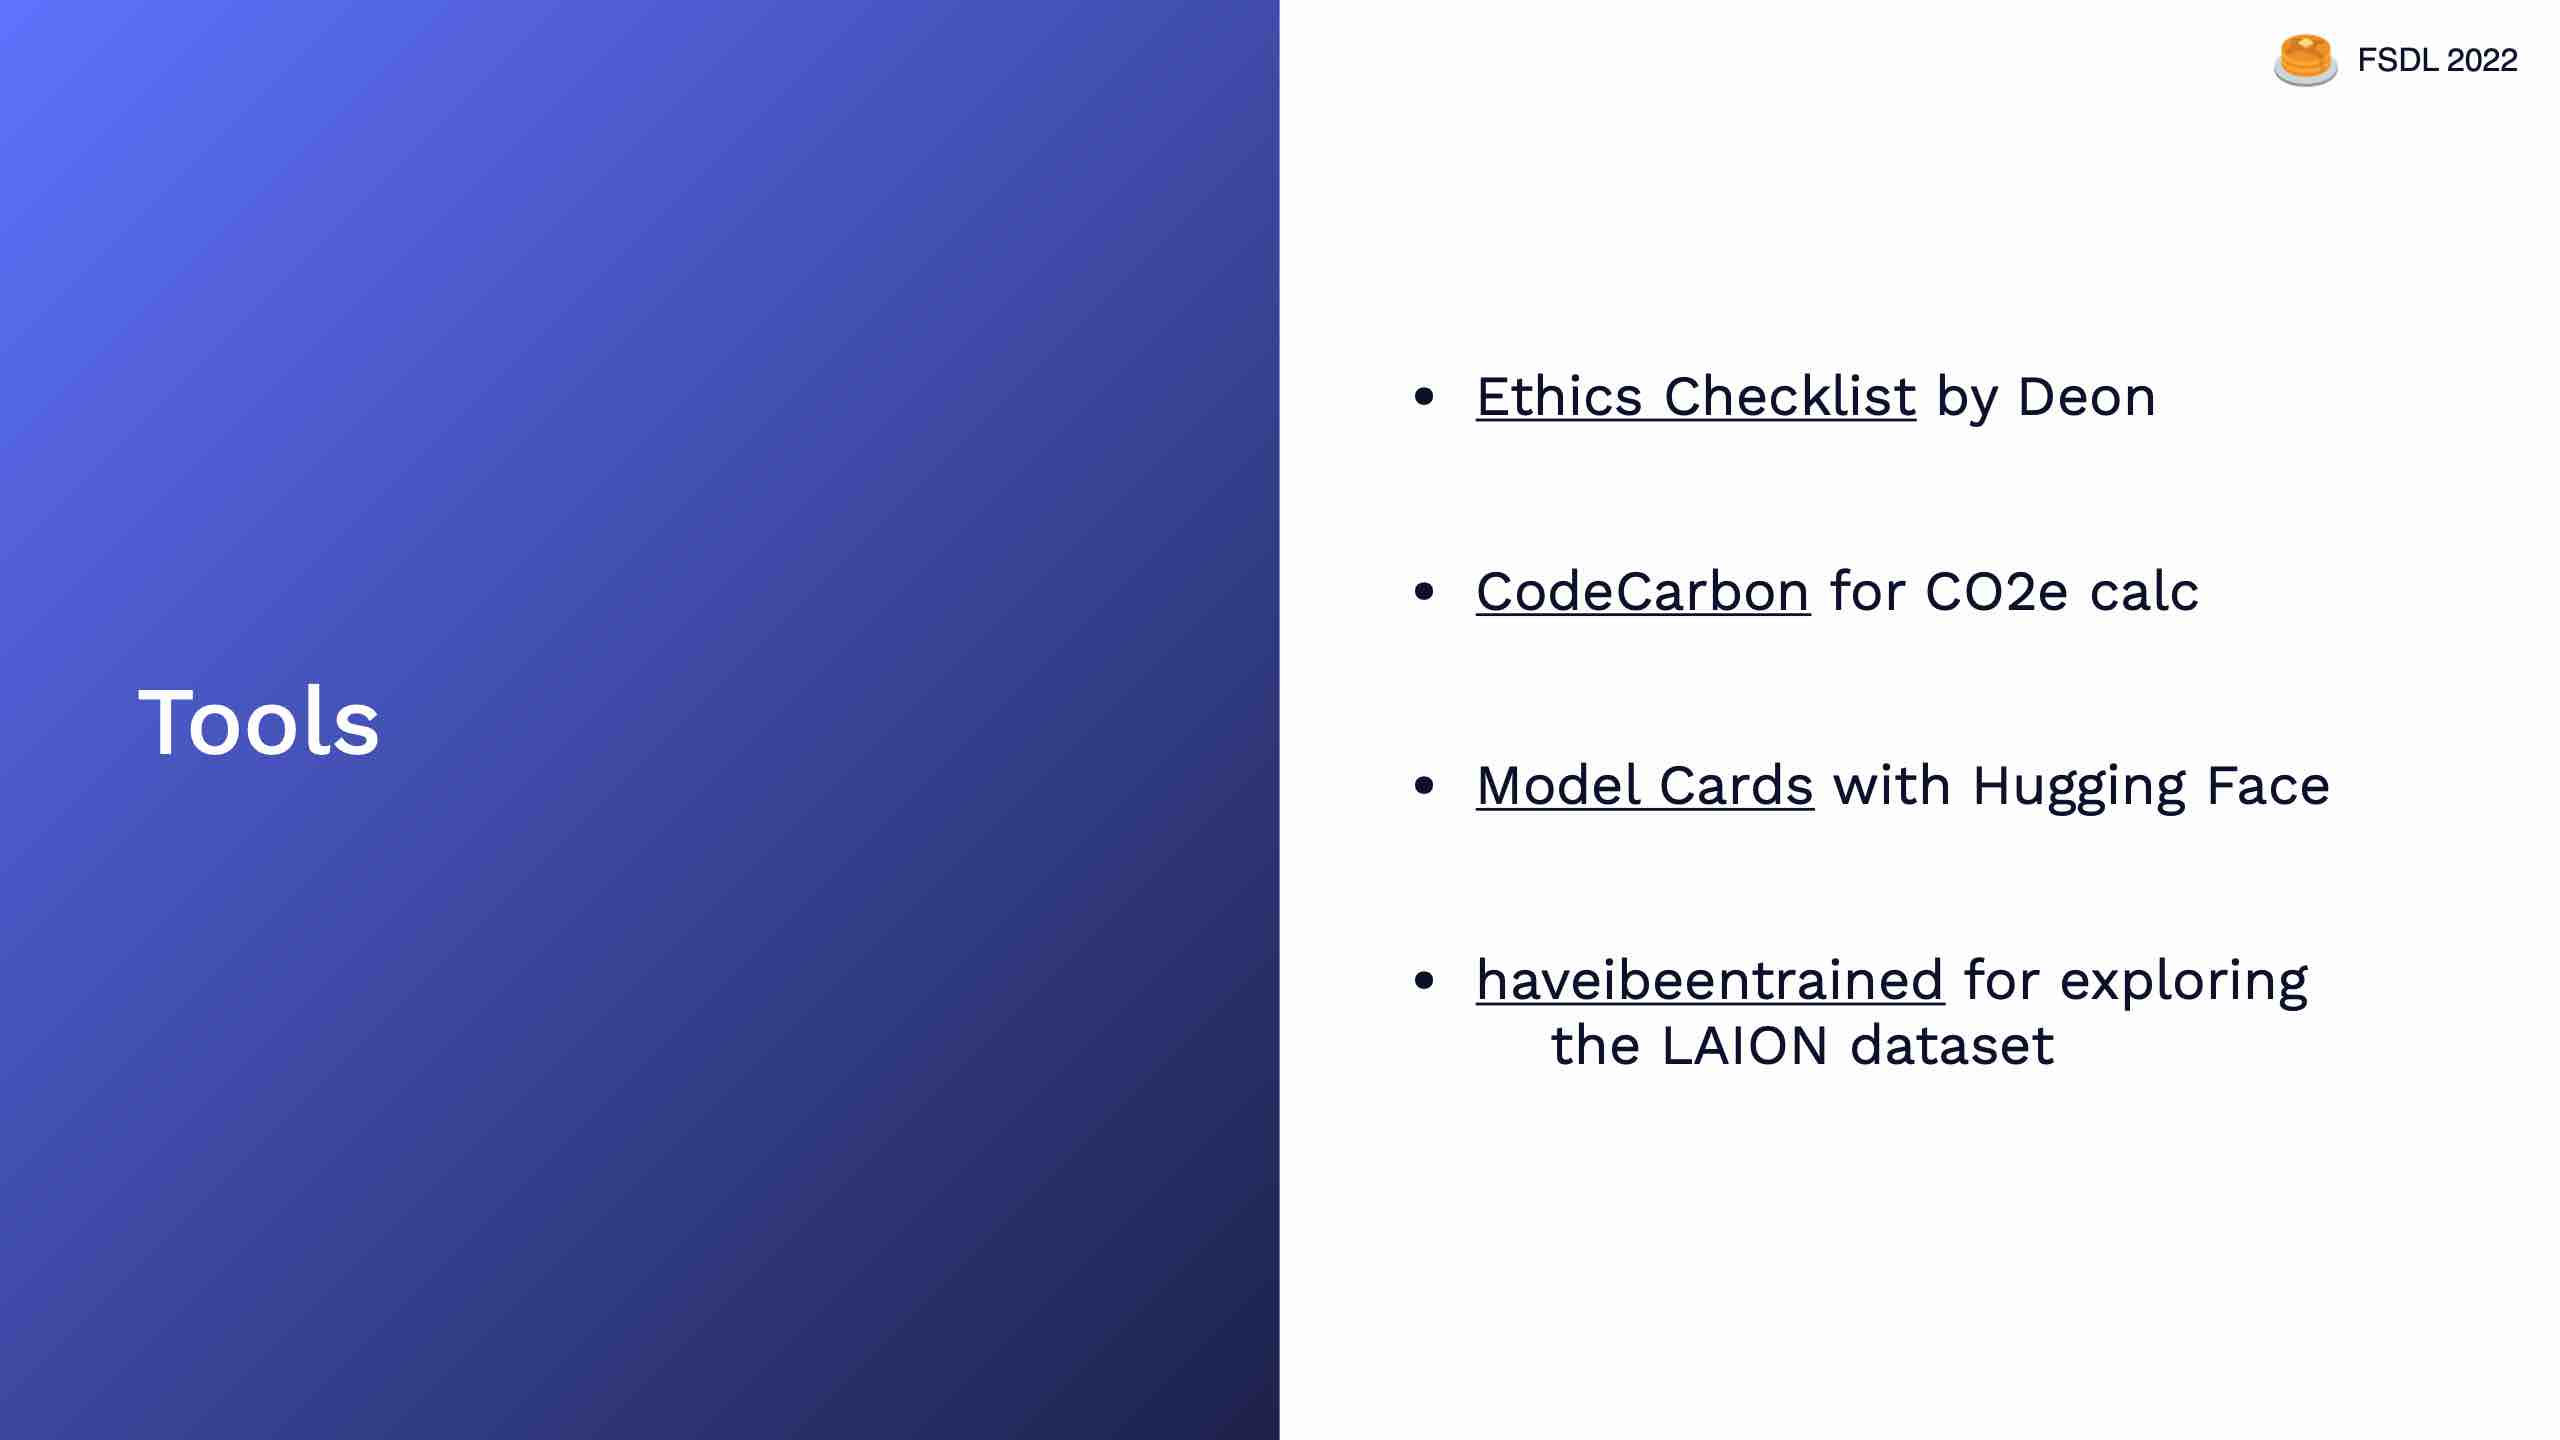 FSDL 2022
Tools
• Ethics Checklist by Deon
• CodeCarbon for CO2e calc
• Model Cards with Hugging Face
• haveibeentrained for exploring
the LAION dataset